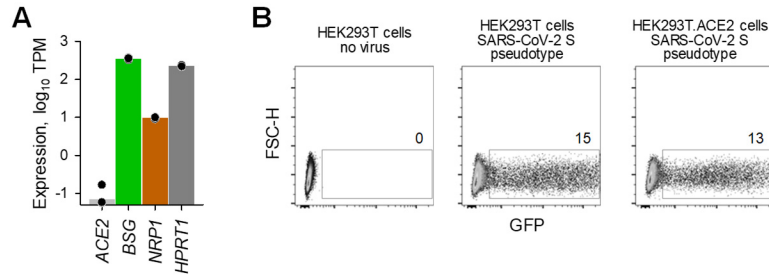 A
Expression, log10 TPM
3
2
1
0
-1
ACE2
BSG
NRP1
HPRT1
B
HEK293T cells
no virus
HEK293T cells
SARS-CoV-2 S
pseudotype
HEK293T.ACE2 cells
SARS-CoV-2 S
pseudotype
FSC-H
0
15
13
GFP